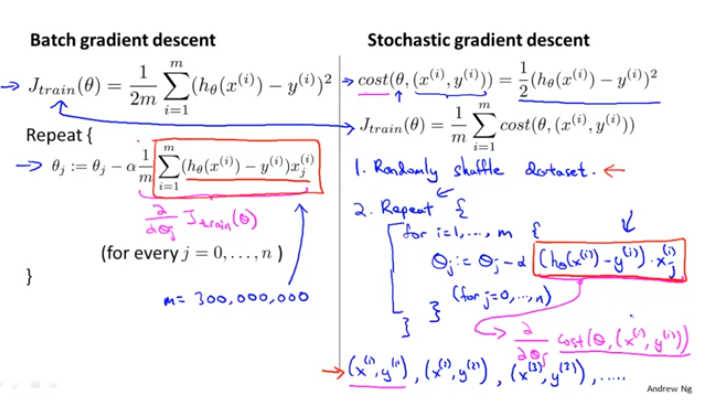 Batch gradient descent
J_train(θ) = 1/2m ∑_{i=1}^{m} (h_θ(x^(i)) − y^(i))²
Repeat {
θ_j := θ_j − α 1/m ∑_{i=1}^{m} (h_θ(x^(i)) − y^(i))x_j^(i)
∂/∂θ_j J_train(θ)
(for every j = 0, . . . , n )
}
m = 300,000,000
Stochastic gradient descent
cost(θ, (x^(i), y^(i))) = 1/2 (h_θ(x^(i)) − y^(i))²
J_train(θ) = 1/m ∑_{i=1}^{m} cost(θ, (x^(i), y^(i)))
1. Randomly shuffle dataset.
2. Repeat {
for i=1,...,m {
θ_j := θ_j − α (h_θ(x^(i)) − y^(i)) · x_j^(i)
(for j=0,...,n)
}
}
∂/∂θ_j cost(θ, (x^(i), y^(i)))
(x^(1), y^(1)), (x^(2), y^(2)), (x^(3), y^(3)), .....
Andrew Ng